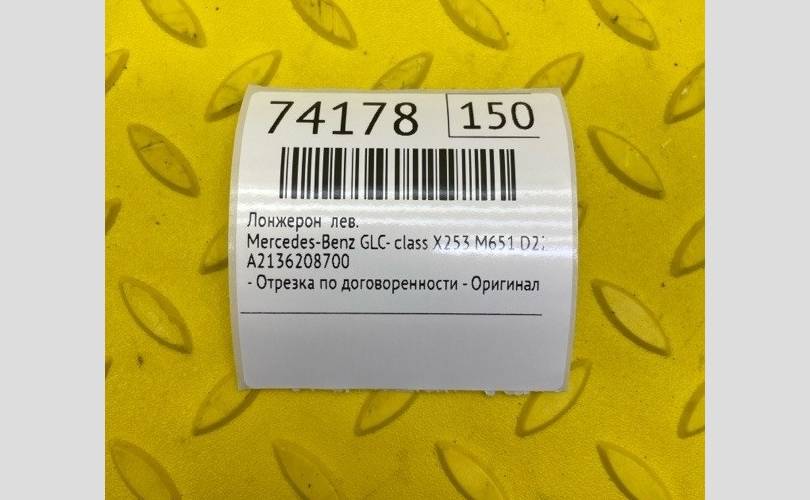 74178 150
Лонжерон лев.
Mercedes-Benz GLC- class X253 M651
A2136208700
- Отрезка по договоренности - Оригинал